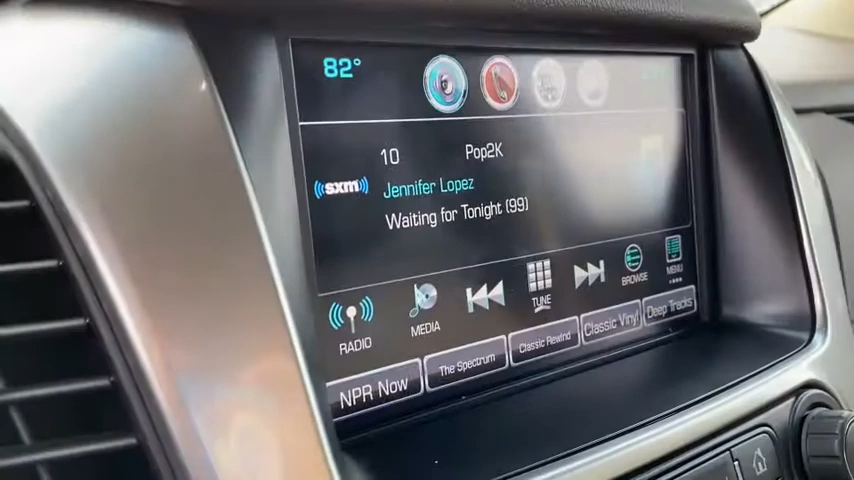 82°
10 Pop2K
sxm Jennifer Lopez
Waiting for Tonight (99)
RADIO MEDIA TUNE BROWSE MENU
NPR Now The Spectrum Classic Rewind Classic Vinyl Deep Tracks